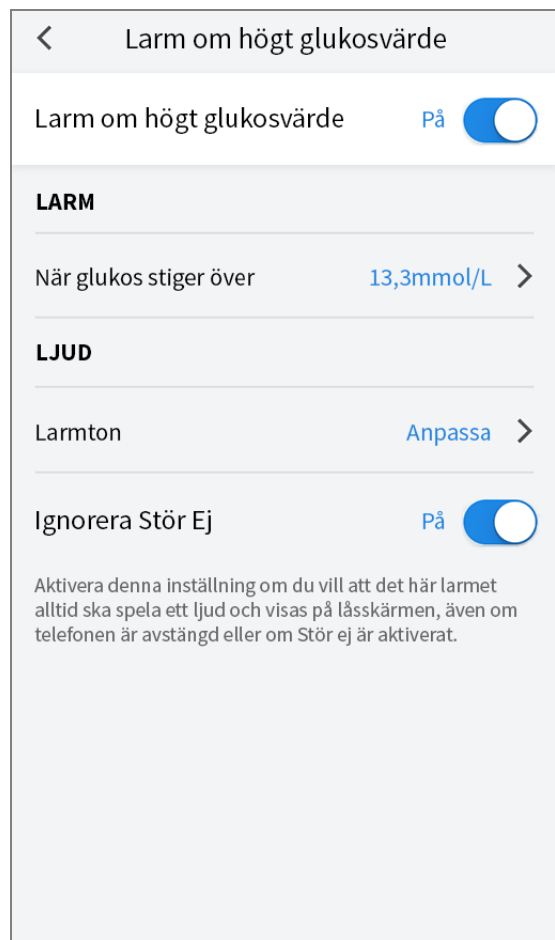 Larm om högt glukosvärde
Larm om högt glukosvärde På
LARM
När glukos stiger över 13,3mmol/L
LJUD
Larmton Anpassa
Ignorera Stör Ej På
Aktivera denna inställning om du vill att det här larmet
alltid ska spela ett ljud och visas på låsskärmen, även om
telefonen är avstängd eller om Stör ej är aktiverat.